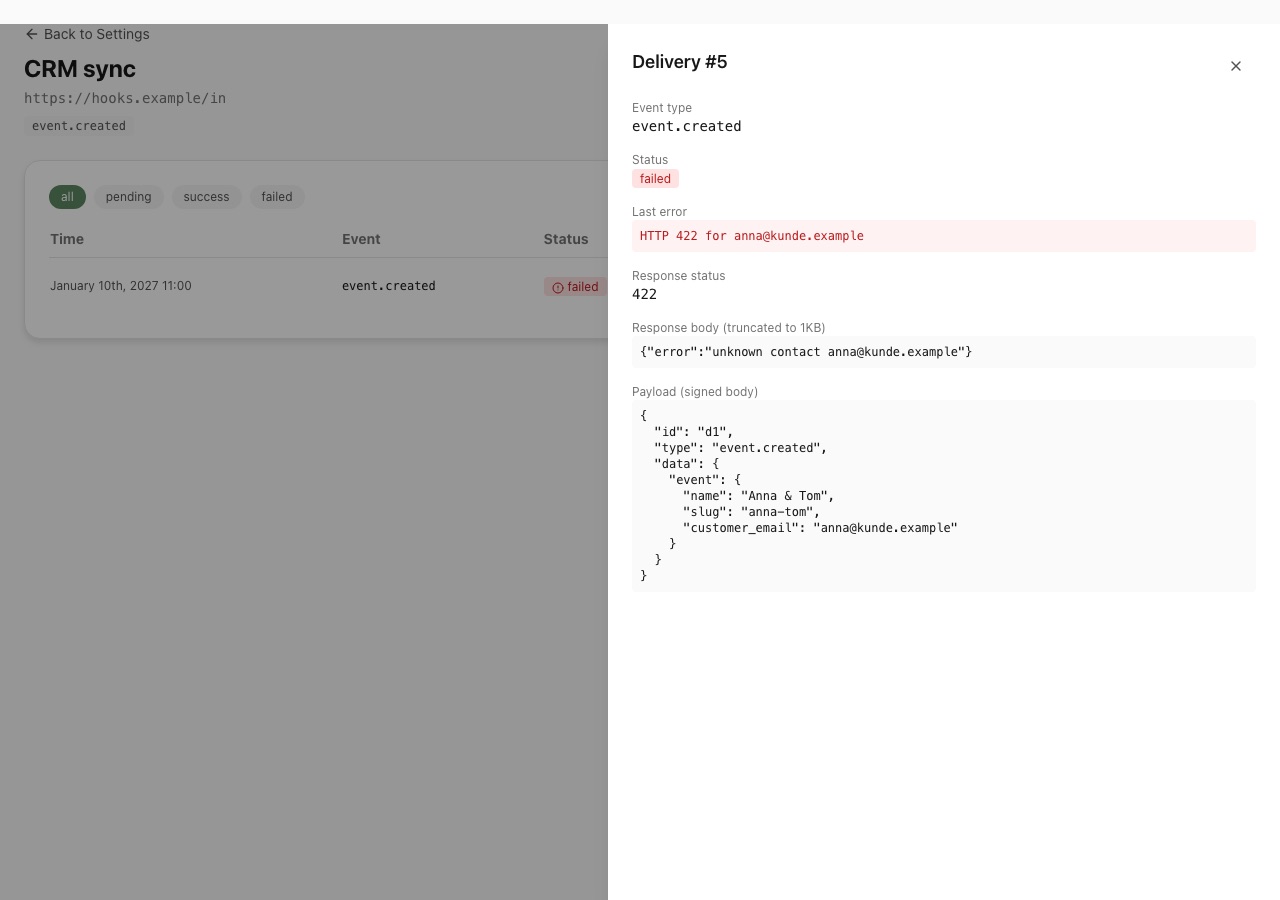 Back to Settings
CRM sync
https://hooks.example/in
event.created
all
pending
success
failed
Time
Event
Status
January 10th, 2027 11:00
event.created
failed
Delivery #5
Event type
event.created
Status
failed
Last error
HTTP 422 for anna@kunde.example
Response status
422
Response body (truncated to 1KB)
{"error":"unknown contact anna@kunde.example"}
Payload (signed body)
{
  "id": "d1",
  "type": "event.created",
  "data": {
    "event": {
      "name": "Anna & Tom",
      "slug": "anna-tom",
      "customer_email": "anna@kunde.example"
    }
  }
}